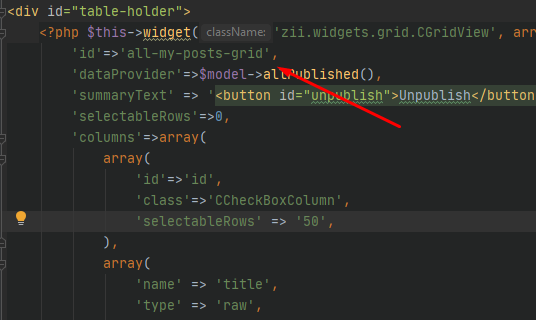 <div id="table-holder">
<?php $this->widget( className: 'zii.widgets.grid.CGridView', arr
'id'=>'all-my-posts-grid',
'dataProvider'=>$model->allPublished(),
'summaryText' => '<button id="unpublish">Unpublish</button
'selectableRows'=>0,
'columns'=>array(
array(
'id'=>'id',
'class'=>'CCheckBoxColumn',
'selectableRows' => '50',
),
array(
'name' => 'title',
'type' => 'raw',